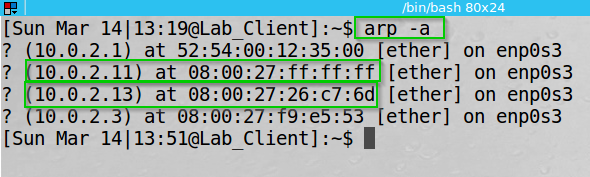 /bin/bash 80x24
[Sun Mar 14|13:19@Lab_Client]:~$ arp -a
? (10.0.2.1) at 52:54:00:12:35:00 [ether] on enp0s3
? (10.0.2.11) at 08:00:27:ff:ff:ff [ether] on enp0s3
? (10.0.2.13) at 08:00:27:26:c7:6d [ether] on enp0s3
? (10.0.2.3) at 08:00:27:f9:e5:53 [ether] on enp0s3
[Sun Mar 14|13:51@Lab_Client]:~$